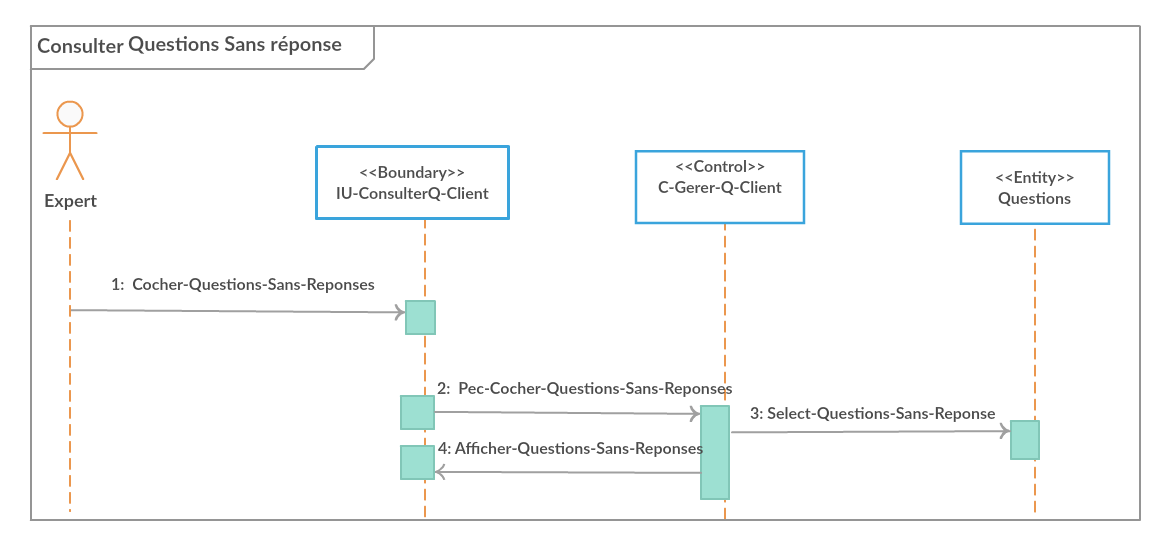 Consulter Questions Sans réponse
Expert
<<Boundary>>
IU-ConsulterQ-Client
<<Control>>
C-Gerer-Q-Client
<<Entity>>
Questions
1: Cocher-Questions-Sans-Reponses
2: Pec-Cocher-Questions-Sans-Reponses
3: Select-Questions-Sans-Reponse
4: Afficher-Questions-Sans-Reponses